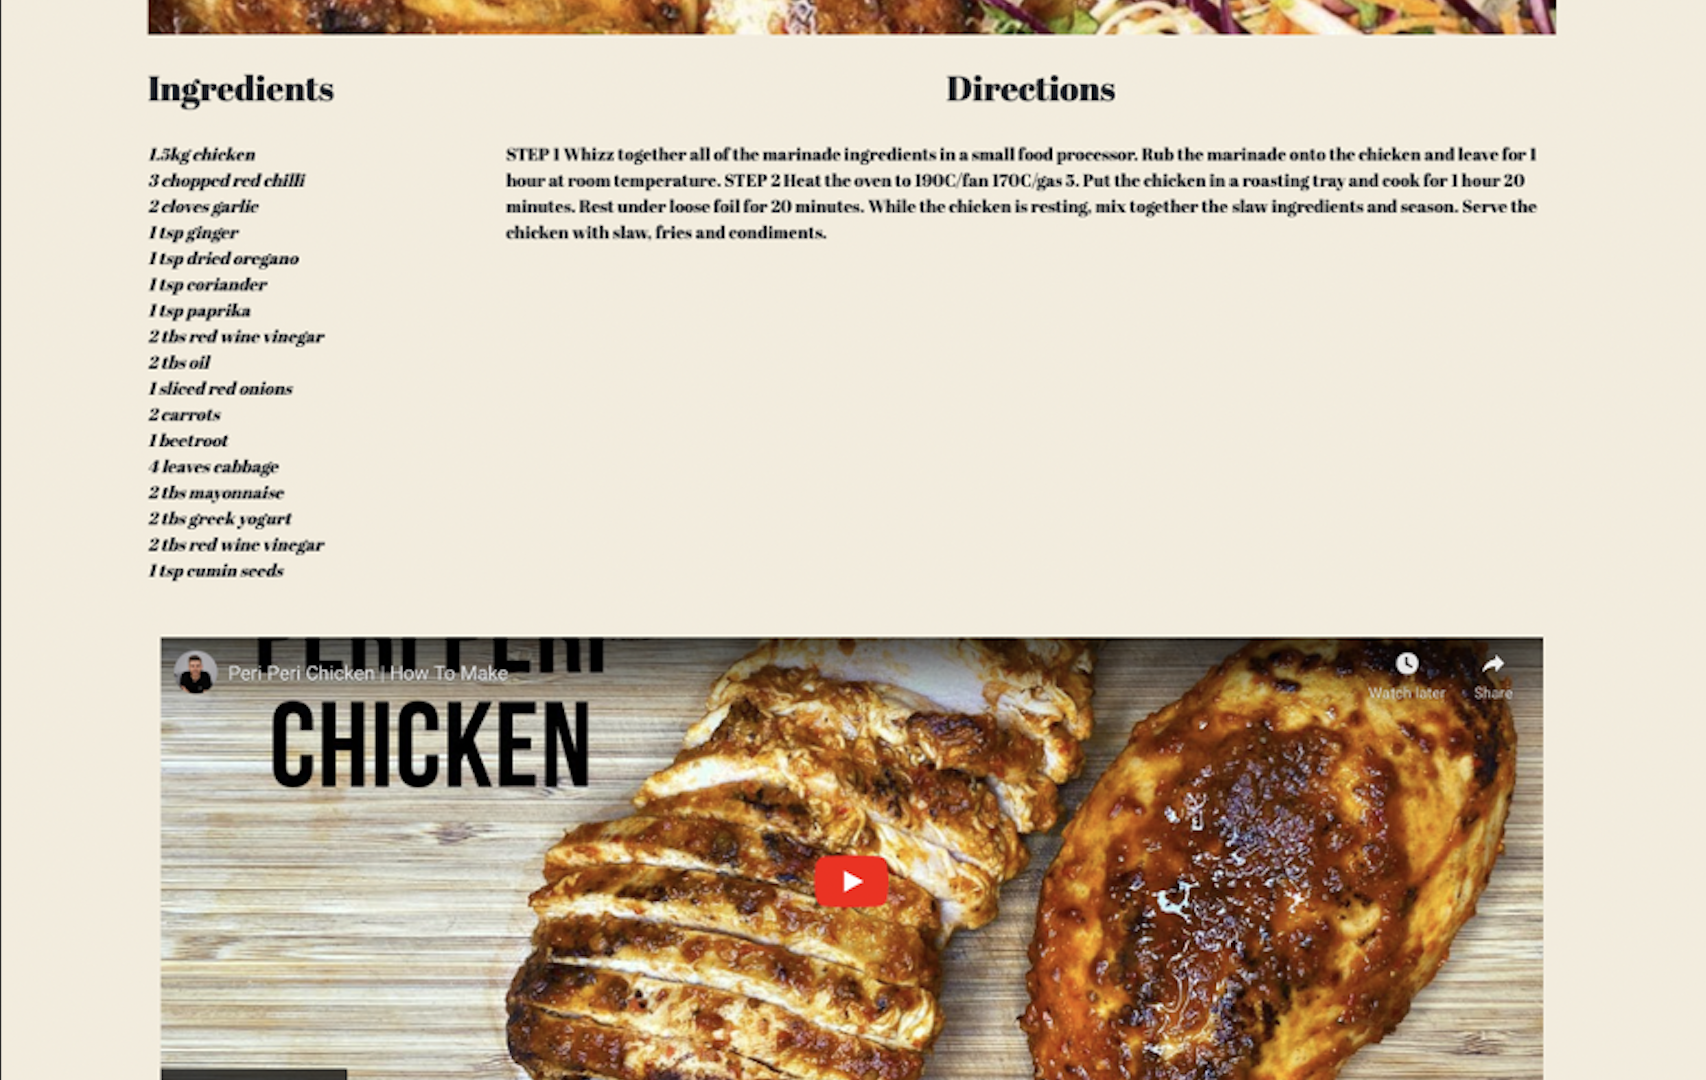 Ingredients
Directions
1.5kg chicken
3 chopped red chilli
2 cloves garlic
1 tsp ginger
1 tsp dried oregano
1 tsp coriander
1 tsp paprika
2 tbs red wine vinegar
2 tbs oil
1 sliced red onions
2 carrots
1 beetroot
4 leaves cabbage
2 tbs mayonnaise
2 tbs greek yogurt
2 tbs red wine vinegar
1 tsp cumin seeds
STEP 1 Whizz together all of the marinade ingredients in a small food processor. Rub the marinade onto the chicken and leave for 1
hour at room temperature. STEP 2 Heat the oven to 190C/fan 170C/gas 5. Put the chicken in a roasting tray and cook for 1 hour 20
minutes. Rest under loose foil for 20 minutes. While the chicken is resting, mix together the slaw ingredients and season. Serve the
chicken with slaw, fries and condiments.
PERI PERI
Peri Peri Chicken | How To Make
Watch later
Share
CHICKEN